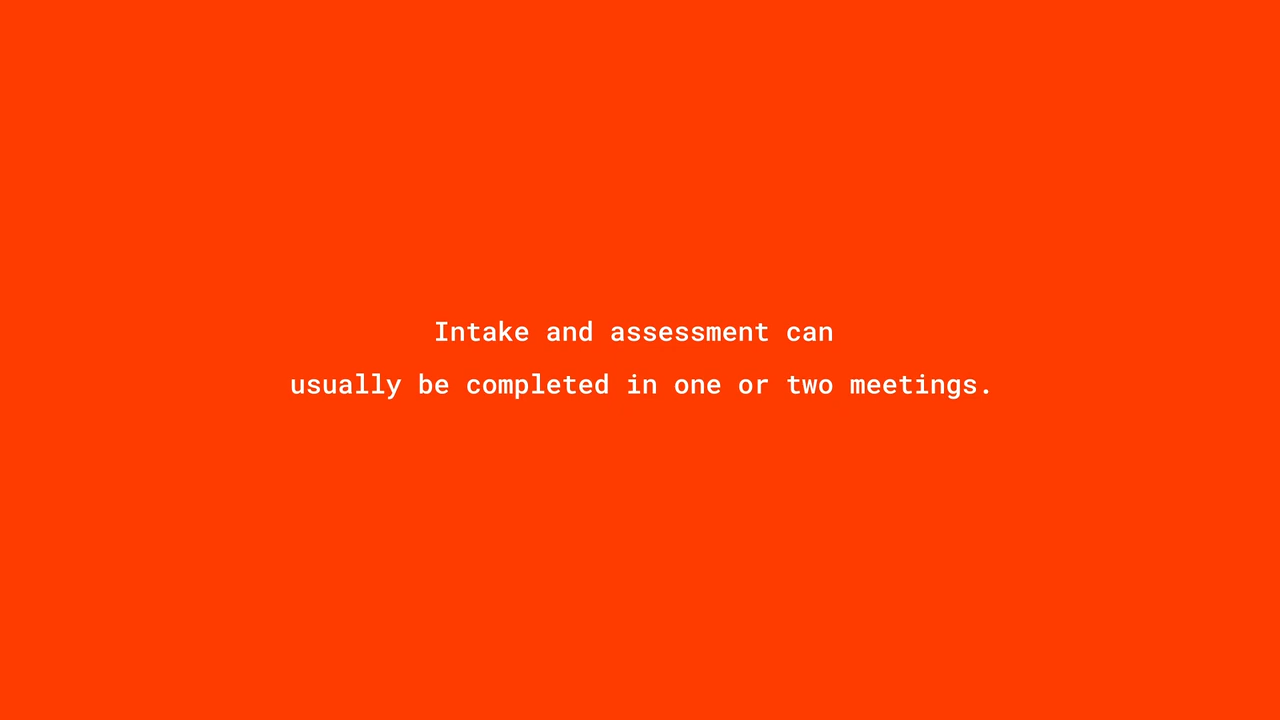 Intake and assessment can
usually be completed in one or two meetings.